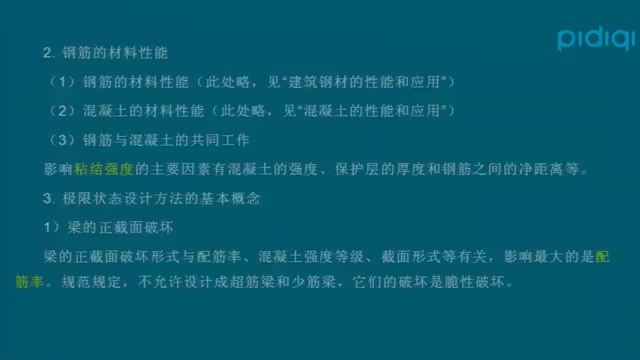 pidiqi
2. 钢筋的材料性能
（1）钢筋的材料性能（此处略，见“建筑钢材的性能和应用”）
（2）混凝土的材料性能（此处略，见“混凝土的性能和应用”）
（3）钢筋与混凝土的共同工作
影响粘结强度的主要因素有混凝土的强度、保护层的厚度和钢筋之间的净距离等。
3. 极限状态设计方法的基本概念
1）梁的正截面破坏
梁的正截面破坏形式与配筋率、混凝土强度等级、截面形式等有关，影响最大的是配
筋率。规范规定，不允许设计成超筋梁和少筋梁，它们的破坏是脆性破坏。